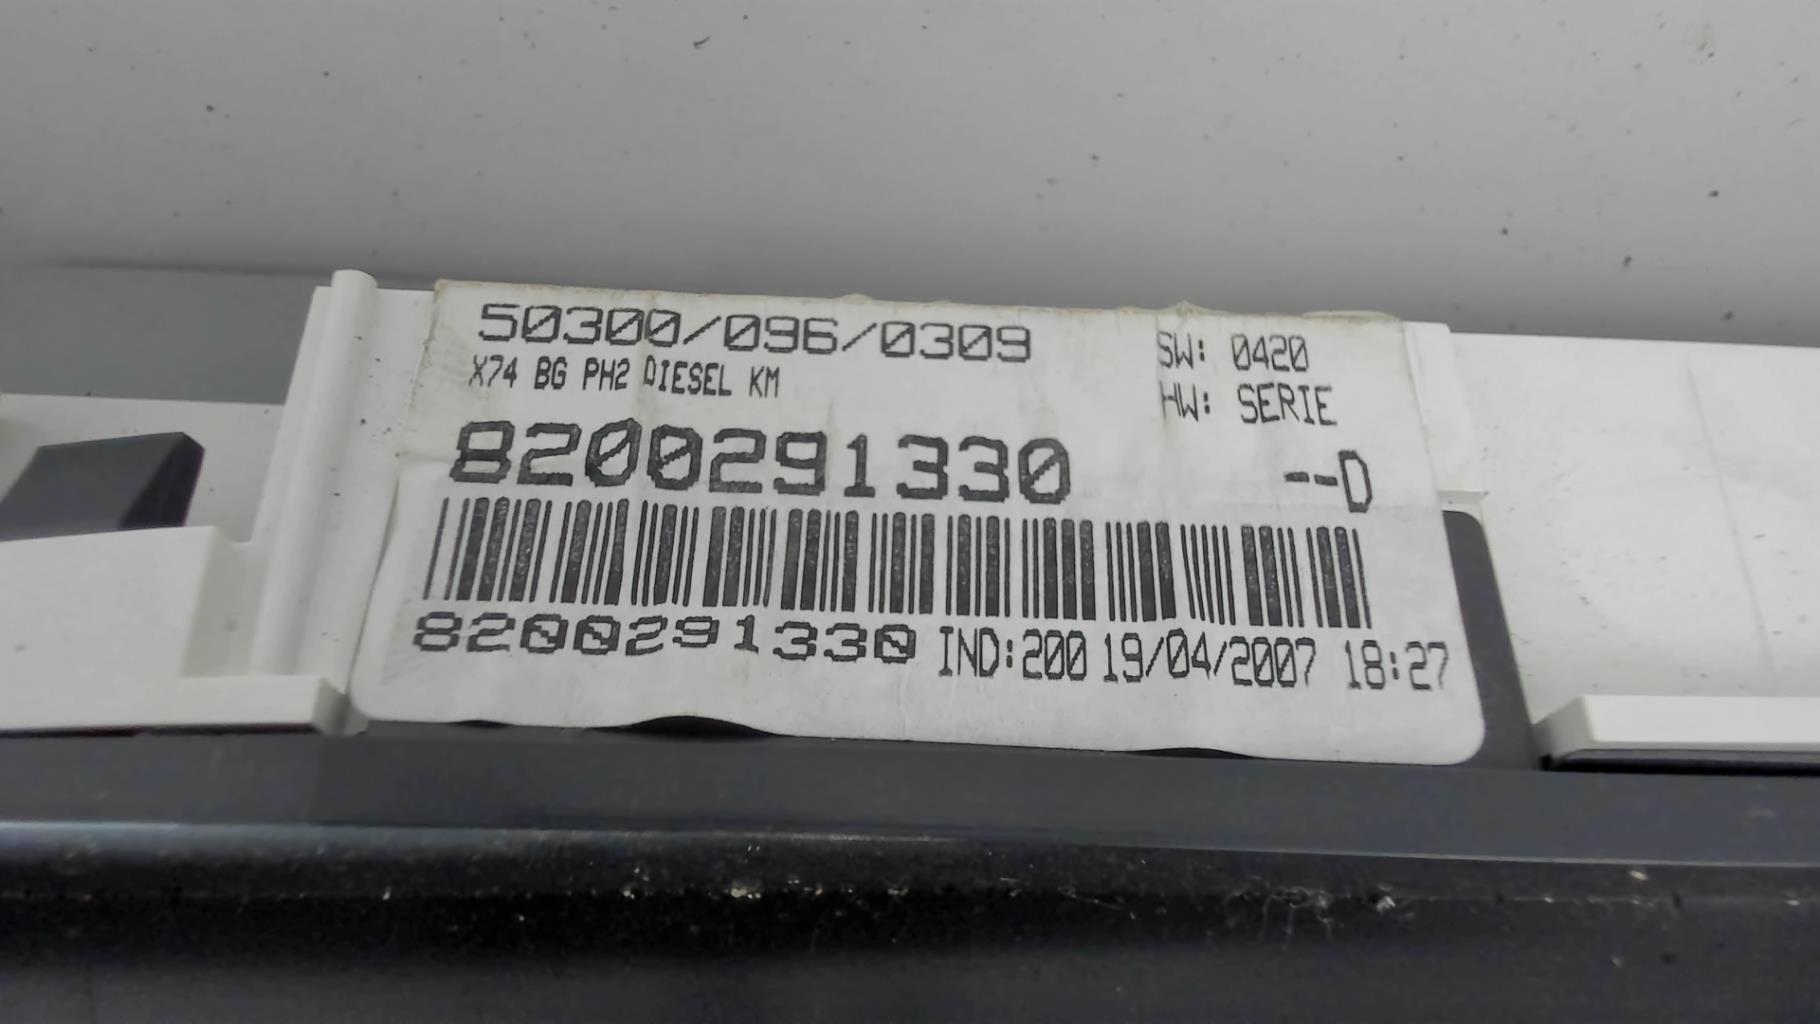 50300/096/0309
SW: 0420
X74 BG PH2 DIESEL KM
HW: SERIE
8200291330 --D
8200291330 IND:200 19/04/2007 18:27